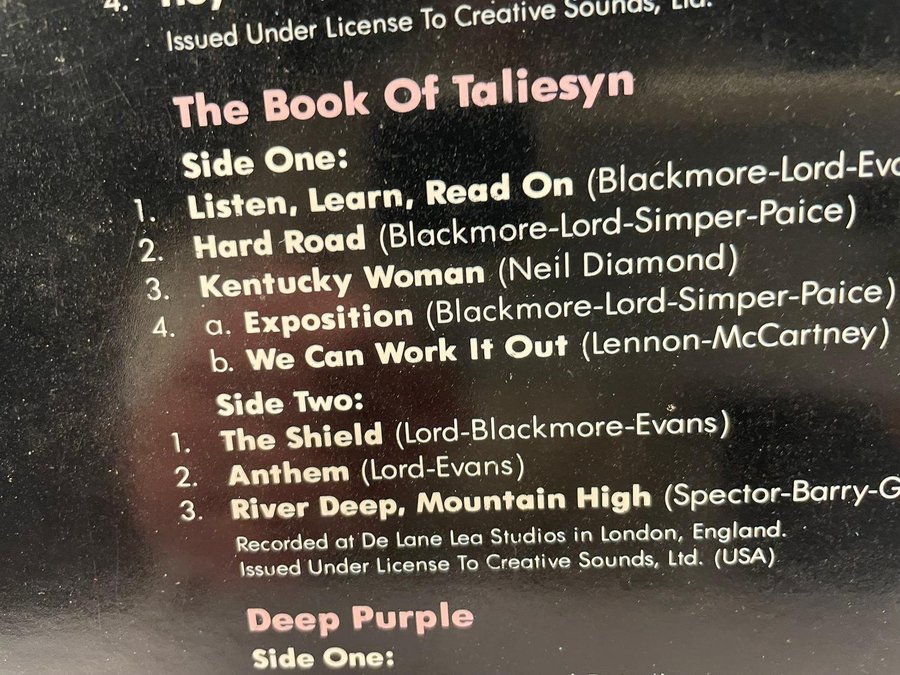 4.
Issued Under License To Creative Sounds, Ltd.
The Book Of Taliesyn
Side One:
1. Listen, Learn, Read On (Blackmore-Lord-Eva
2. Hard Road (Blackmore-Lord-Simper-Paice)
3. Kentucky Woman (Neil Diamond)
4. a. Exposition (Blackmore-Lord-Simper-Paice)
b. We Can Work It Out (Lennon-McCartney)
Side Two:
1. The Shield (Lord-Blackmore-Evans)
2. Anthem (Lord-Evans)
3. River Deep, Mountain High (Spector-Barry-G
Recorded at De Lane Lea Studios in London, England.
Issued Under License To Creative Sounds, Ltd. (USA)
Deep Purple
Side One: